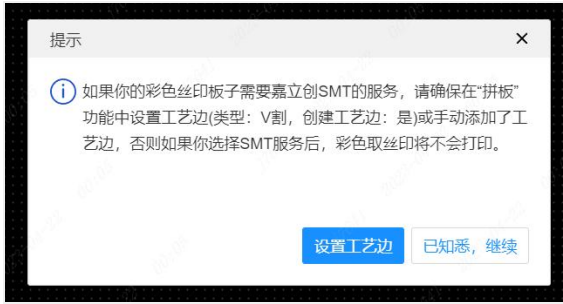 提示
如果你的彩色丝印板子需要嘉立创SMT的服务，请确保在“拼板”
功能中设置工艺边(类型：V割，创建工艺边：是)或手动添加了工
艺边，否则如果你选择SMT服务后，彩色取丝印将不会打印。
设置工艺边 已知悉，继续